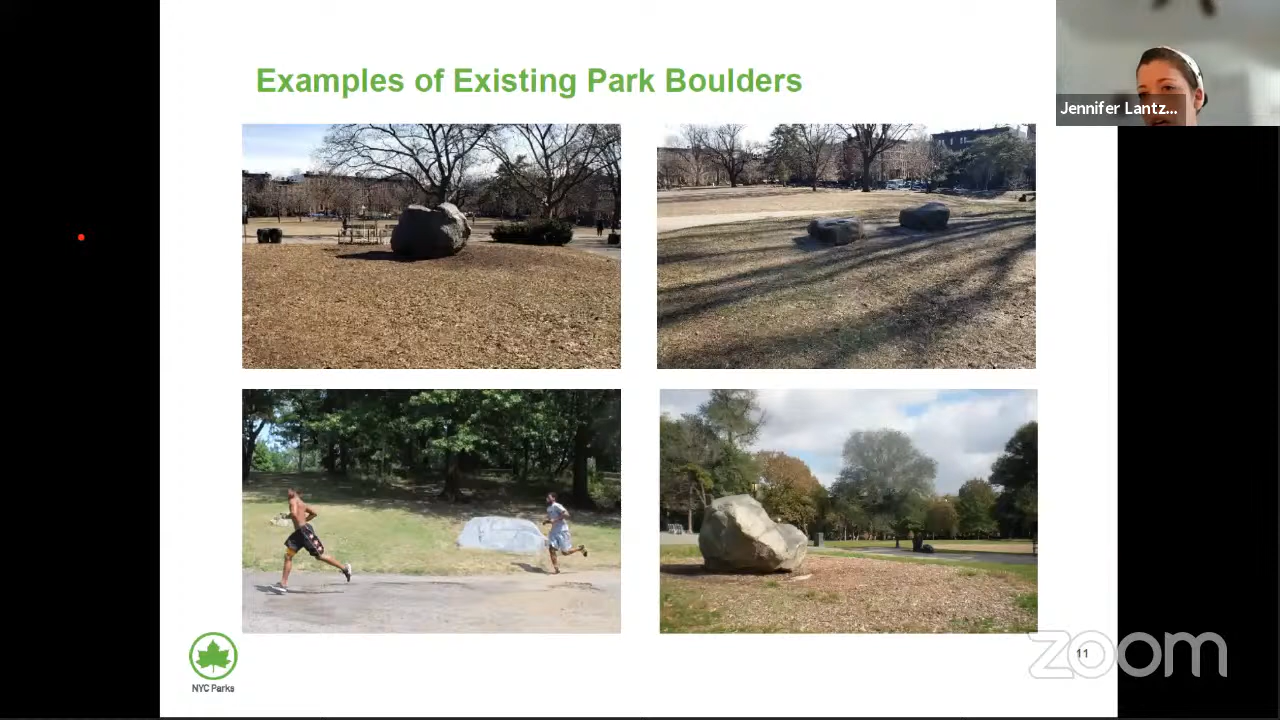 Examples of Existing Park Boulders
Jennifer Lantz...
NYC Parks
11
zoom